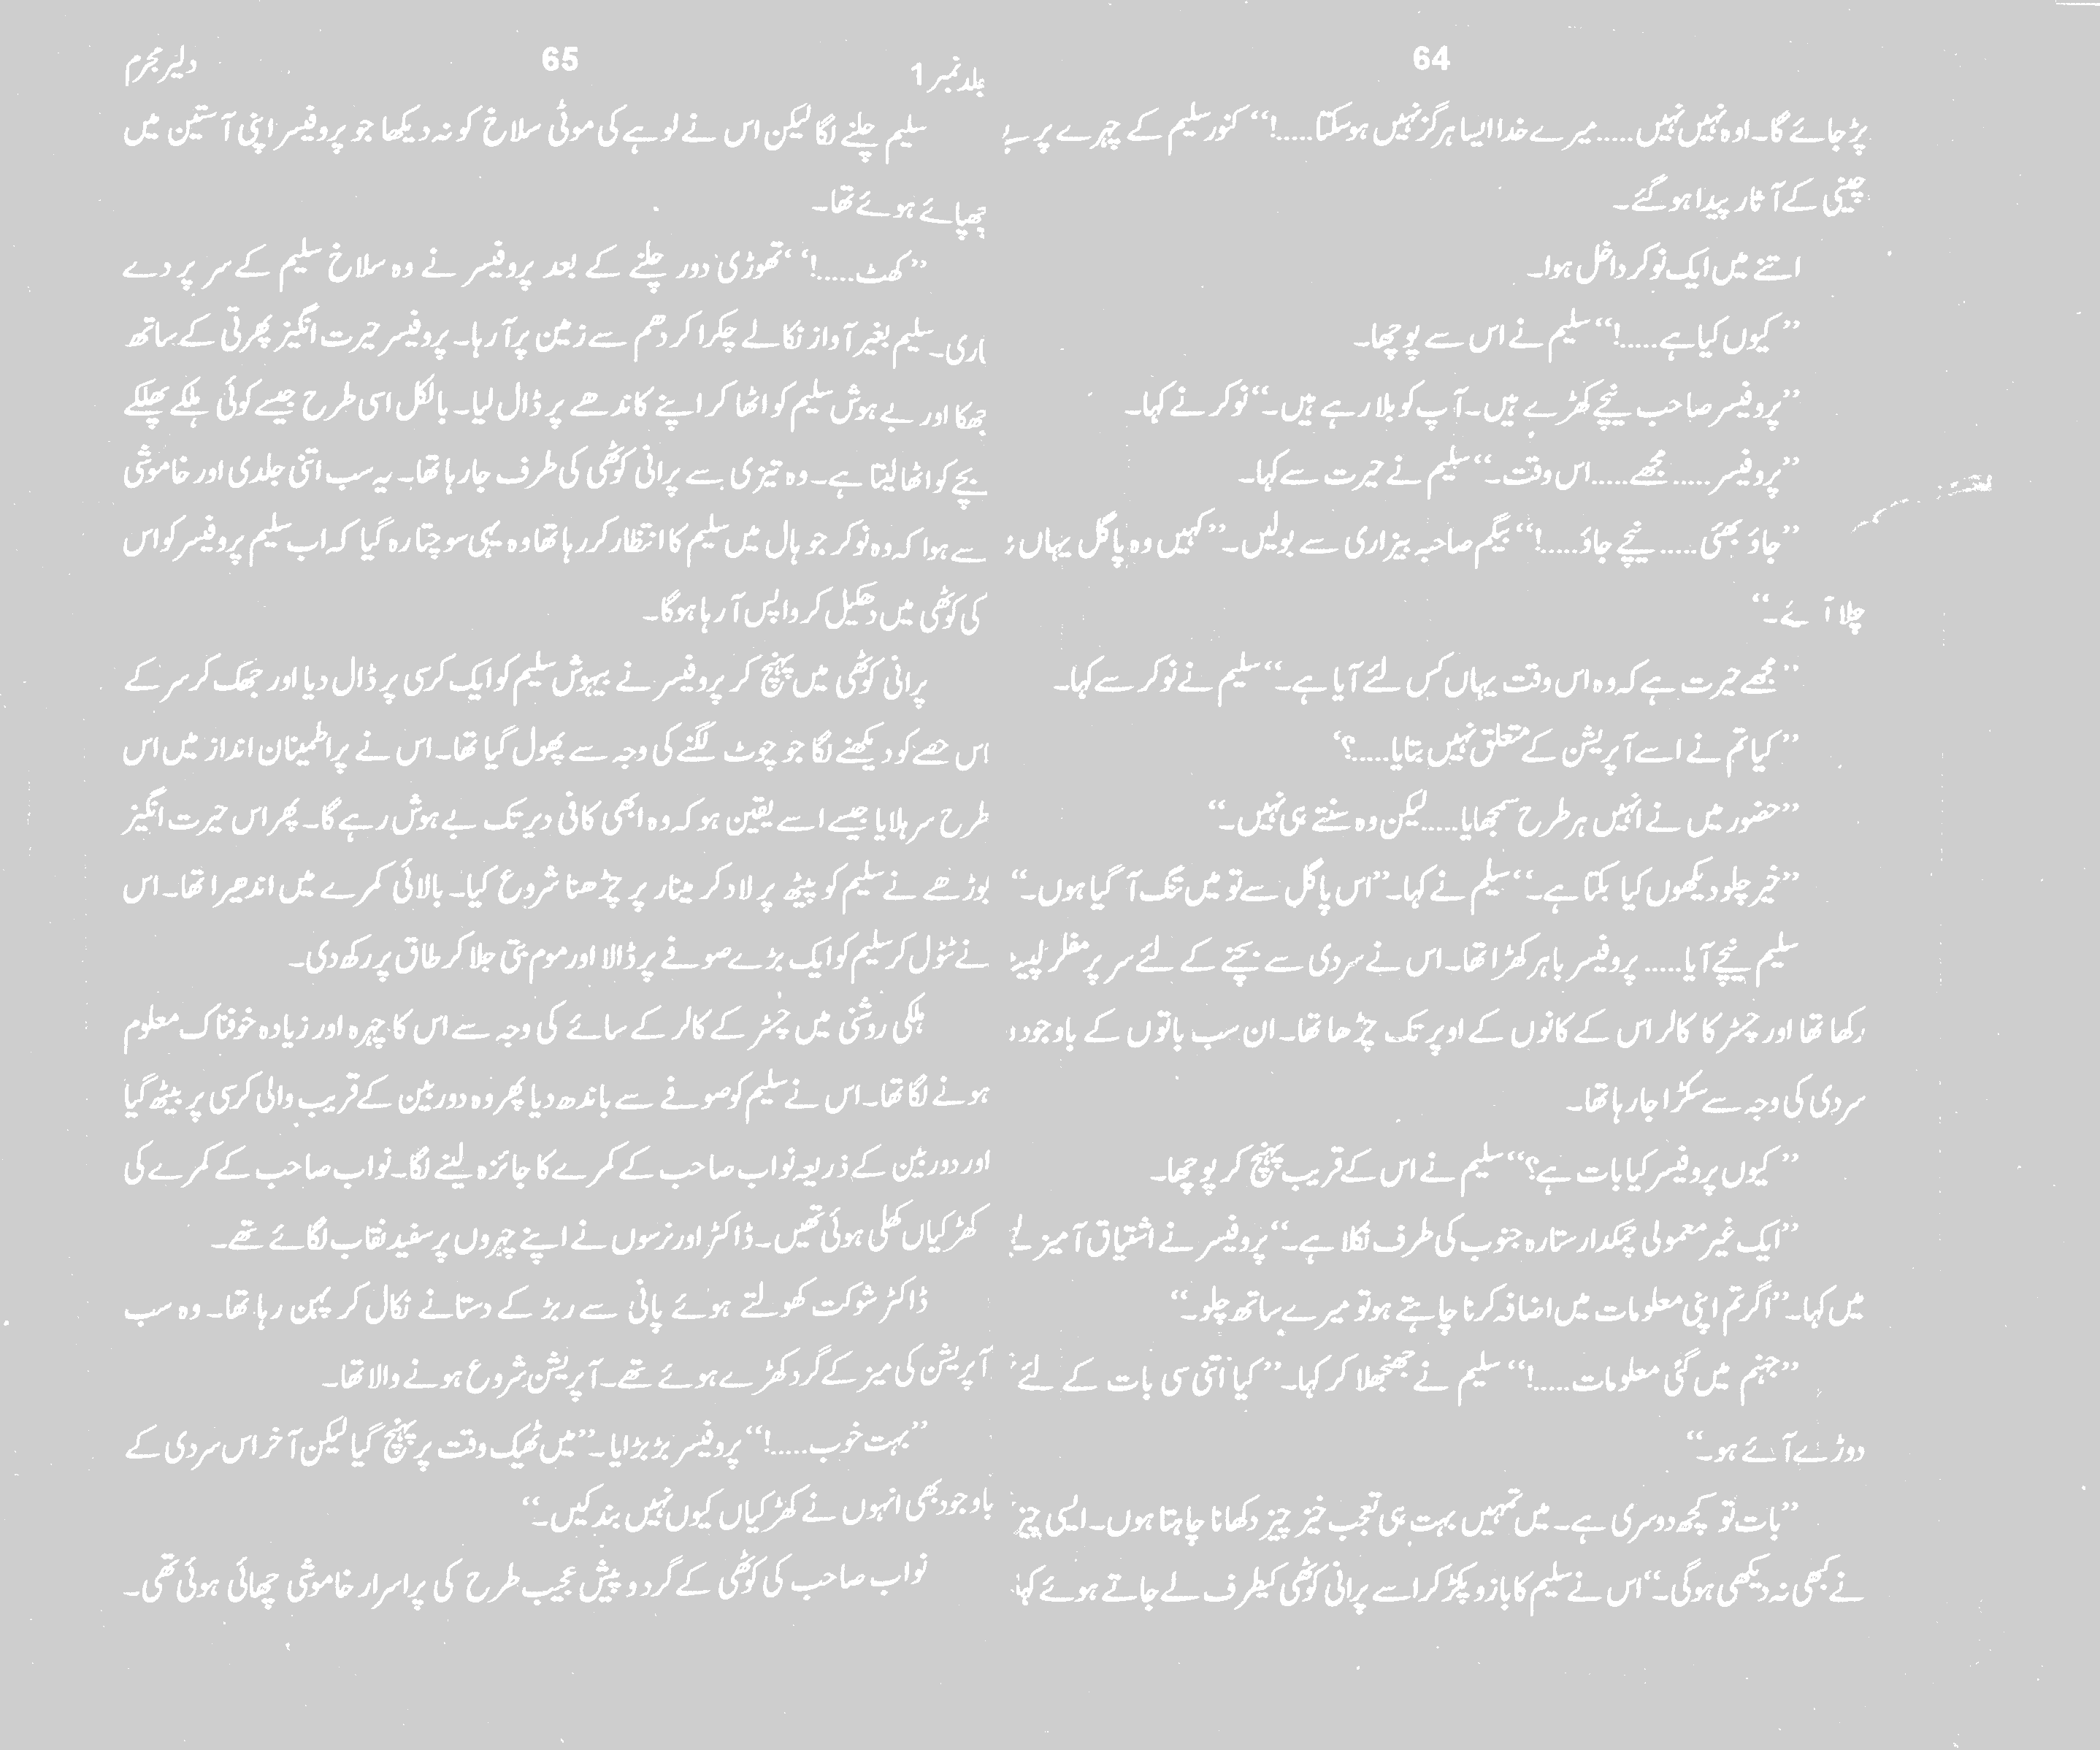 64
پڑ جائے گا۔ اوہ نہیں نہیں...... میرے خدا ایسا ہرگز نہیں ہوسکتا......!‘‘ کنور سلیم کے چہرے پر بے
چینی کے آثار پیدا ہو گئے۔
اتنے میں ایک نوکر داخل ہوا۔
’’کیوں کیا ہے......!‘‘ سلیم نے اس سے پوچھا۔
’’پروفیسر صاحب نیچے کھڑے ہیں۔ آپ کو بلا رہے ہیں۔‘‘ نوکر نے کہا۔
’’پروفیسر...... مجھے...... اس وقت۔‘‘ سلیم نے حیرت سے کہا۔
’’جاؤ بھئی...... نیچے جاؤ......!‘‘ بیگم صاحبہ بیزاری سے بولیں۔ ’’کہیں وہ پاگل یہاں
چلا آئے۔‘‘
’’مجھے حیرت ہے کہ وہ اس وقت یہاں کس لئے آیا ہے۔‘‘ سلیم نے نوکر سے کہا۔
’’کیا تم نے اسے آپریشن کے متعلق نہیں بتایا......؟‘
’’حضور میں نے انہیں ہر طرح سمجھایا...... لیکن وہ سنتے ہی نہیں۔‘‘
’’خیر چلو دیکھوں کیا بکتا ہے۔‘‘ سلیم نے کہا۔ ’’اس پاگل سے تو میں تنگ آ گیا ہوں۔‘‘
سلیم نیچے آیا...... پروفیسر باہر کھڑا تھا۔ اس نے سردی سے بچنے کے لئے سر پر مفلر لپیٹ
رکھا تھا اور چسٹر کا کالر اس کے کانوں کے اوپر تک چڑھا تھا۔ ان سب باتوں کے باوجود وہ
سردی کی وجہ سے سکڑا جا رہا تھا۔
’’کیوں پروفیسر کیا بات ہے؟‘‘ سلیم نے اس کے قریب پہنچ کر پوچھا۔
’’ایک غیر معمولی چمکدار ستارہ جنوب کی طرف نکلا ہے۔‘‘ پروفیسر نے اشتیاق آمیز
میں کہا۔ ’’اگر تم اپنی معلومات میں اضافہ کرنا چاہتے ہو تو میرے ساتھ چلو۔‘‘
’’جہنم میں گئی معلومات......!‘‘ سلیم نے جھنجھلا کر کہا۔ ’’کیا اتنی سی بات کے لئے
دوڑے آئے ہو۔‘‘
’’بات تو کچھ دوسری ہے۔ میں تمہیں بہت ہی تعجب خیز چیز دکھانا چاہتا ہوں۔ ایسی چیز
نے کبھی نہ دیکھی ہوگی۔‘‘ اس نے سلیم کا بازو پکڑ کر اسے پرانی کوٹھی کیطرف لے جاتے ہوئے کہا
جلد نمبر 1
65
دلیر مجرم
سلیم چلنے لگا لیکن اس نے لوہے کی موٹی سلاخ کو نہ دیکھا جو پروفیسر اپنی آستین میں
چھپائے ہوئے تھا۔
’’کھٹ......!‘‘ تھوڑی دور چلنے کے بعد پروفیسر نے وہ سلاخ سلیم کے سر پر دے
ماری۔ سلیم بغیر آواز نکالے چکرا کر دھم سے زمین پر آ رہا۔ پروفیسر حیرت انگیز پھرتی کے ساتھ
جھکا اور بے ہوش سلیم کو اٹھا کر اپنے کاندھے پر ڈال لیا۔ بالکل اسی طرح جیسے کوئی ہلکے پھلکے
بچے کو اٹھا لیتا ہے۔ وہ تیزی سے پرانی کوٹھی کی طرف جا رہا تھا۔ یہ سب اتنی جلدی اور خاموشی
سے ہوا کہ وہ نوکر جو ہال میں سلیم کا انتظار کر رہا تھا وہ یہی سوچتا رہ گیا کہ اب سلیم پروفیسر کو اس
کی کوٹھی میں دھکیل کر واپس آ رہا ہوگا۔
پرانی کوٹھی میں پہنچ کر پروفیسر نے بیہوش سلیم کو ایک کرسی پر ڈال دیا اور جھک کر سر کے
اس حصے کو دیکھنے لگا جو چوٹ لگنے کی وجہ سے پھول گیا تھا۔ اس نے پر اطمینان انداز میں اس
طرح سر ہلایا جیسے اسے یقین ہو کہ وہ ابھی کافی دیر تک بے ہوش رہے گا۔ پھر اس حیرت انگیز
بوڑھے نے سلیم کو پیٹھ پر لاد کر مینار پر چڑھنا شروع کیا۔ بالائی کمرے میں اندھیرا تھا۔ اس
نے ٹٹول کر سلیم کو ایک بڑے صوفے پر ڈالا اور موم بتی جلا کر طاق پر رکھ دی۔
ہلکی روشنی میں چسٹر کے کالر کے سائے کی وجہ سے اس کا چہرہ اور زیادہ خوفناک معلوم
ہونے لگا تھا۔ اس نے سلیم کو صوفے سے باندھ دیا پھر وہ دوربین کے قریب والی کرسی پر بیٹھ گیا
اور دوربین کے ذریعہ نواب صاحب کے کمرے کا جائزہ لینے لگا۔ نواب صاحب کے کمرے کی
کھڑکیاں کھلی ہوئی تھیں۔ ڈاکٹر اور نرسوں نے اپنے چہروں پر سفید نقاب لگائے تھے۔
ڈاکٹر شوکت کھولتے ہوئے پانی سے ربڑ کے دستانے نکال کر پہن رہا تھا۔ وہ سب
آپریشن کی میز کے گرد کھڑے ہوئے تھے۔ آپریشن شروع ہونے والا تھا۔
’’بہت خوب......!‘‘ پروفیسر بڑبڑایا۔ ’’میں ٹھیک وقت پر پہنچ گیا لیکن آخر اس سردی کے
باوجود بھی انہوں نے کھڑکیاں کیوں نہیں بند کیں۔‘‘
نواب صاحب کی کوٹھی کے گرد و پیش عجیب طرح کی پراسرار خاموشی چھائی ہوئی تھی۔